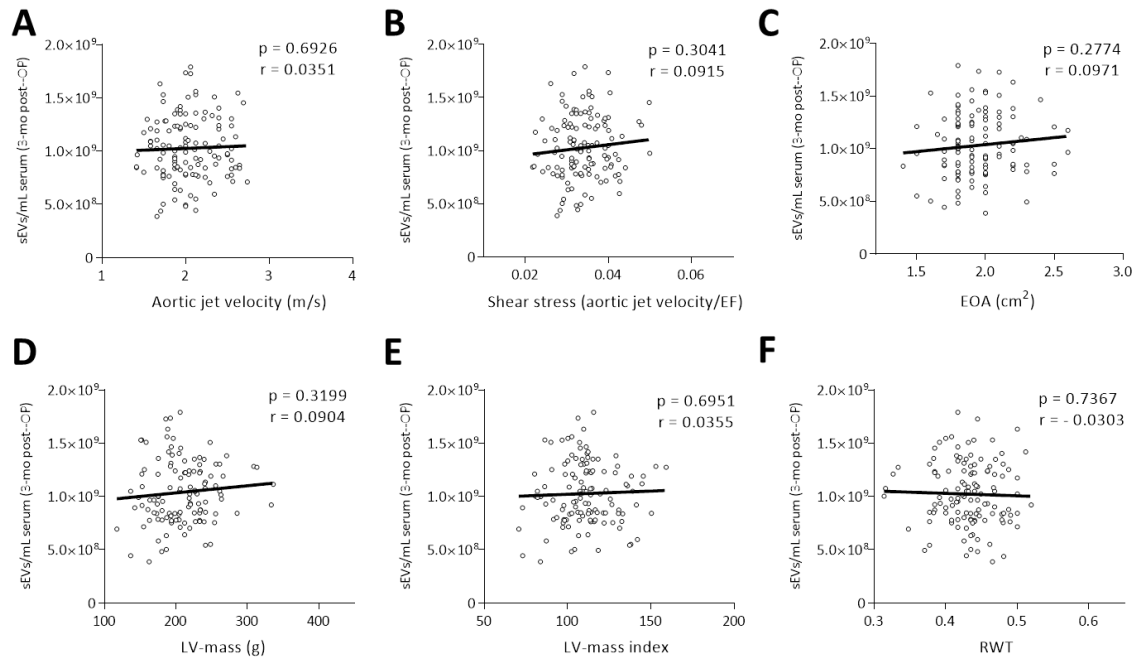 A
sEVs/mL serum (3-mo post--OP)
2.0×10⁹
1.5×10⁹
1.0×10⁹
5.0×10⁸
0
p = 0.6926
r = 0.0351
1 2 3 4
Aortic jet velocity (m/s)
B
sEVs/mL serum (3-mo post--OP)
2.0×10⁹
1.5×10⁹
1.0×10⁹
5.0×10⁸
0
p = 0.3041
r = 0.0915
0.02 0.04 0.06
Shear stress (aortic jet velocity/EF)
C
sEVs/mL serum (3-mo post--OP)
2.0×10⁹
1.5×10⁹
1.0×10⁹
5.0×10⁸
0
p = 0.2774
r = 0.0971
1.5 2.0 2.5 3.0
EOA (cm²)
D
sEVs/mL serum (3-mo post--OP)
2.0×10⁹
1.5×10⁹
1.0×10⁹
5.0×10⁸
0
p = 0.3199
r = 0.0904
100 200 300 400
LV-mass (g)
E
sEVs/mL serum (3-mo post--OP)
2.0×10⁹
1.5×10⁹
1.0×10⁹
5.0×10⁸
0
p = 0.6951
r = 0.0355
50 100 150 200
LV-mass index
F
sEVs/mL serum (3-mo post--OP)
2.0×10⁹
1.5×10⁹
1.0×10⁹
5.0×10⁸
0
p = 0.7367
r = - 0.0303
0.3 0.4 0.5 0.6
RWT